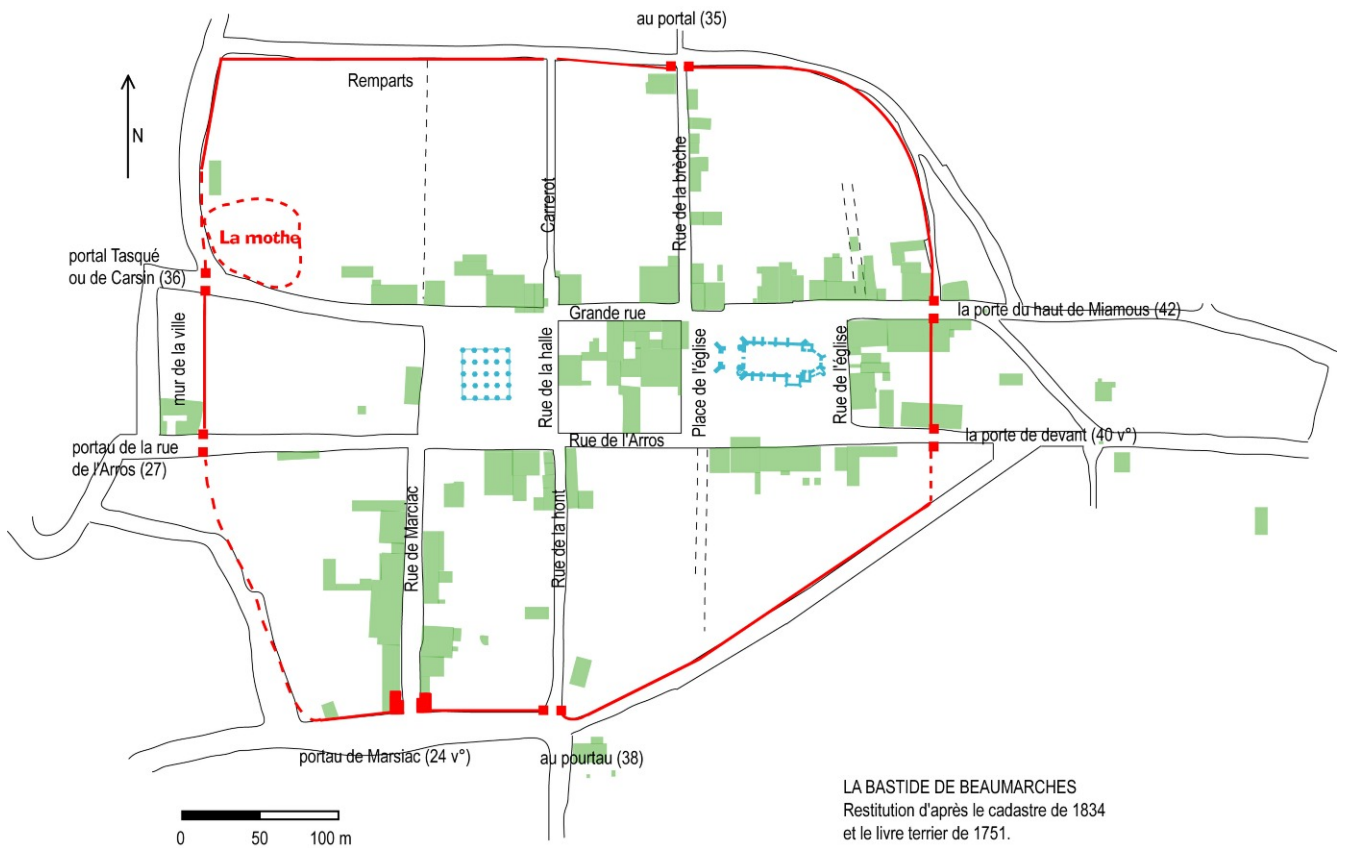 au portal (35)
Remparts
N
Carrerot
Rue de la brèche
La mothe
portal Tasqué
ou de Carsin (36)
mur de la ville
Grande rue
la porte du haut de Miamous (42)
Rue de la halle
Place de l'église
Rue de l'église
Rue de l'Arros
la porte de devant (40 v°)
portau de la rue
de l'Arros (27)
Rue de Marciac
Rue de la hont
portau de Marsiac (24 v°)
au pourtau (38)
LA BASTIDE DE BEAUMARCHES
Restitution d'après le cadastre de 1834
et le livre terrier de 1751.
0 50 100 m